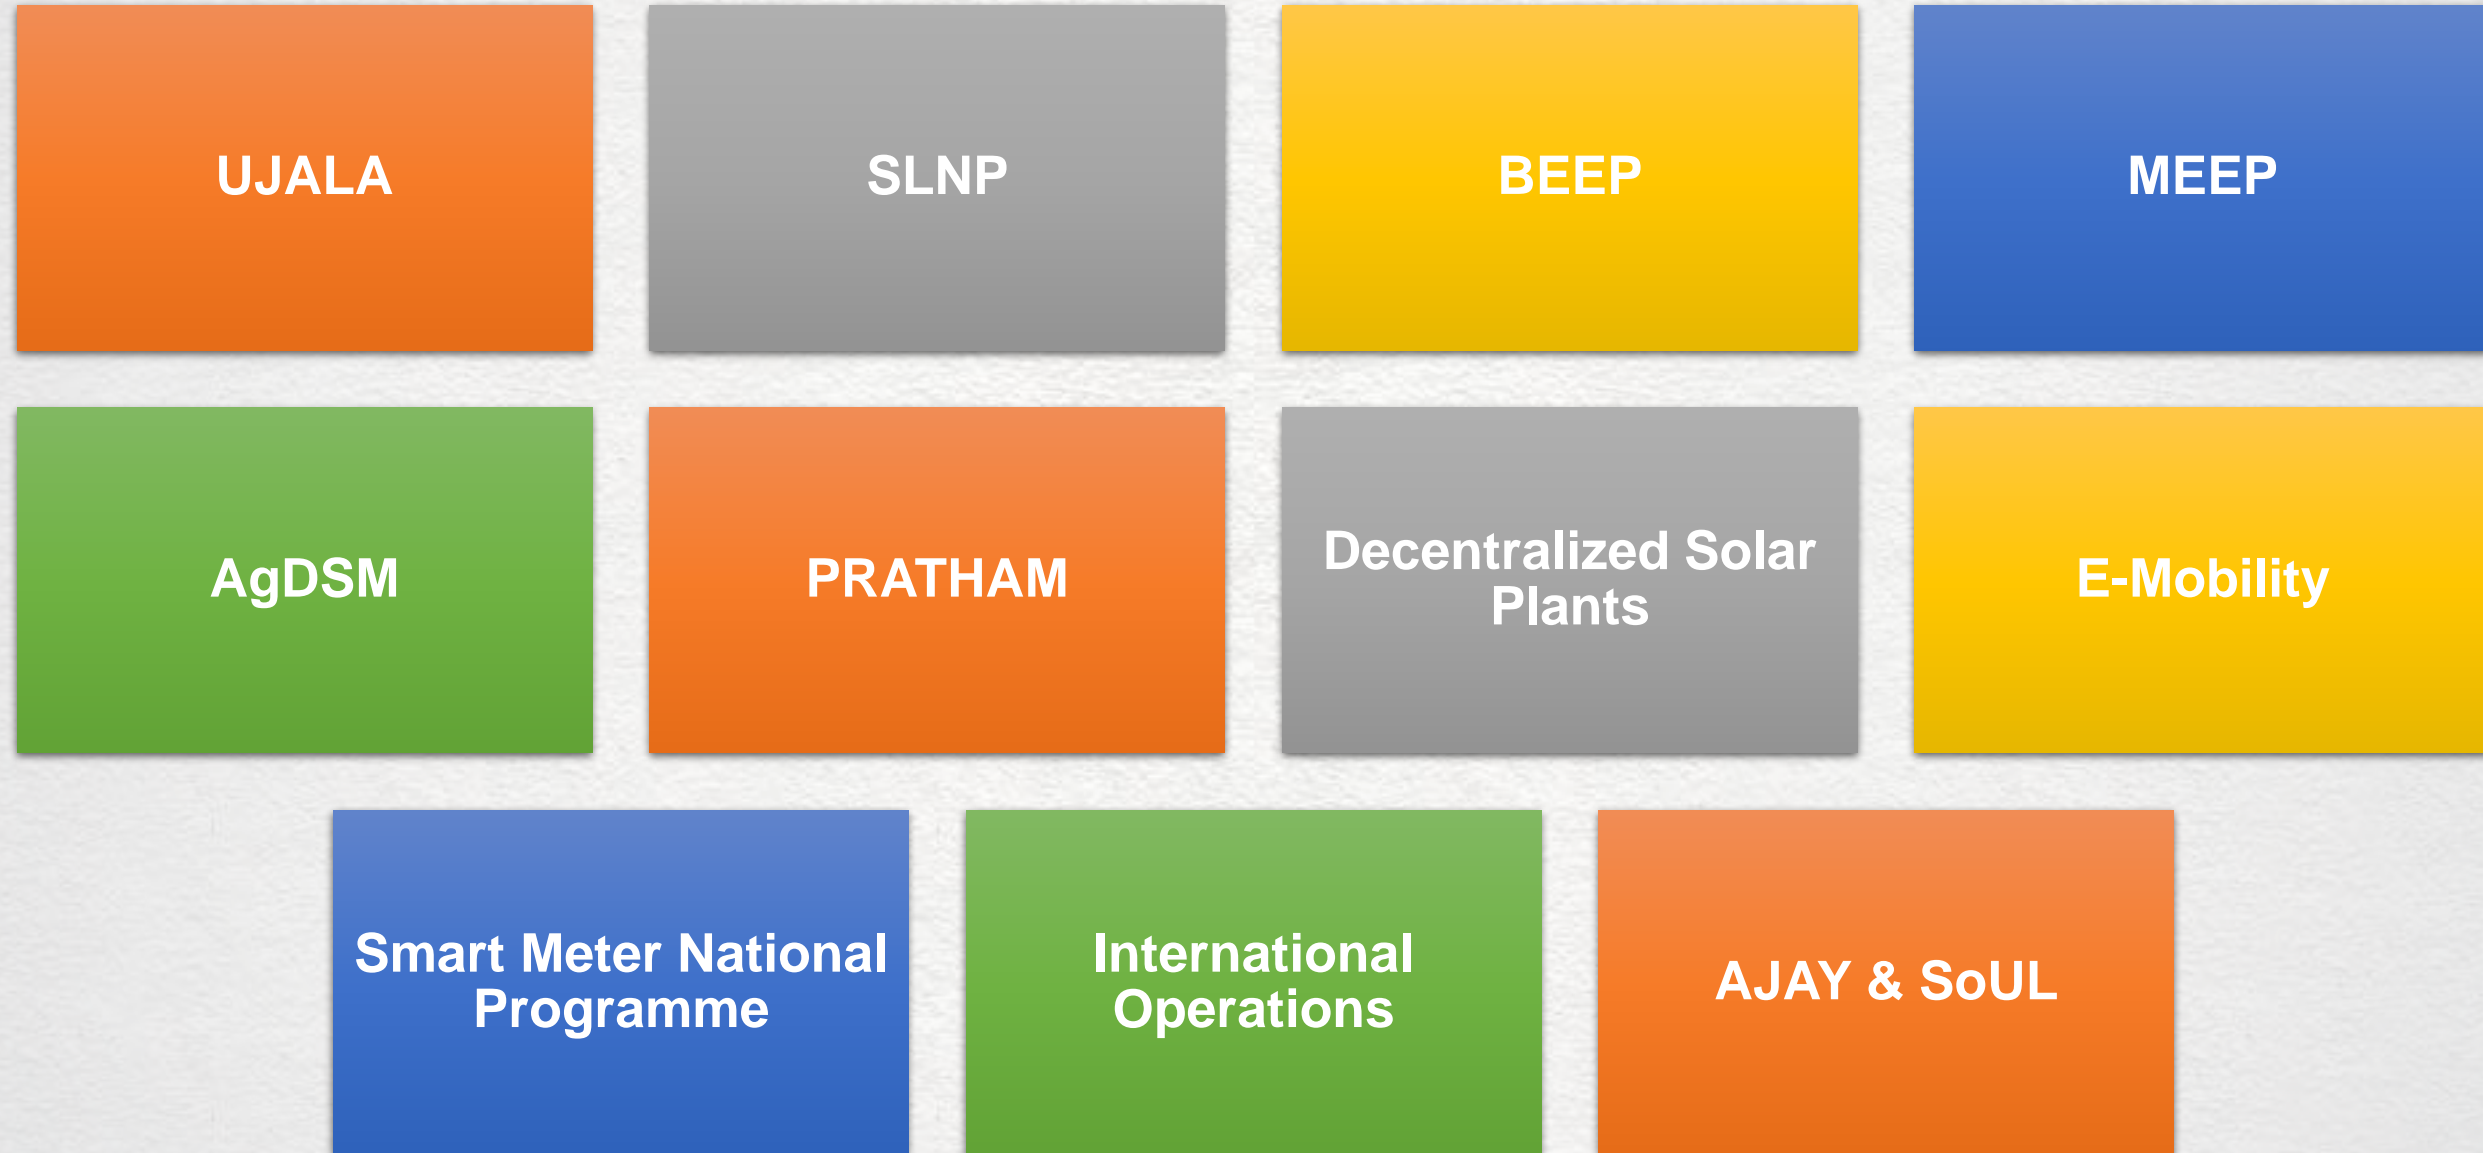 UJALA
SLNP
BEEP
MEEP
AgDSM
PRATHAM
Decentralized Solar
Plants
E-Mobility
Smart Meter National
Programme
International
Operations
AJAY & SoUL